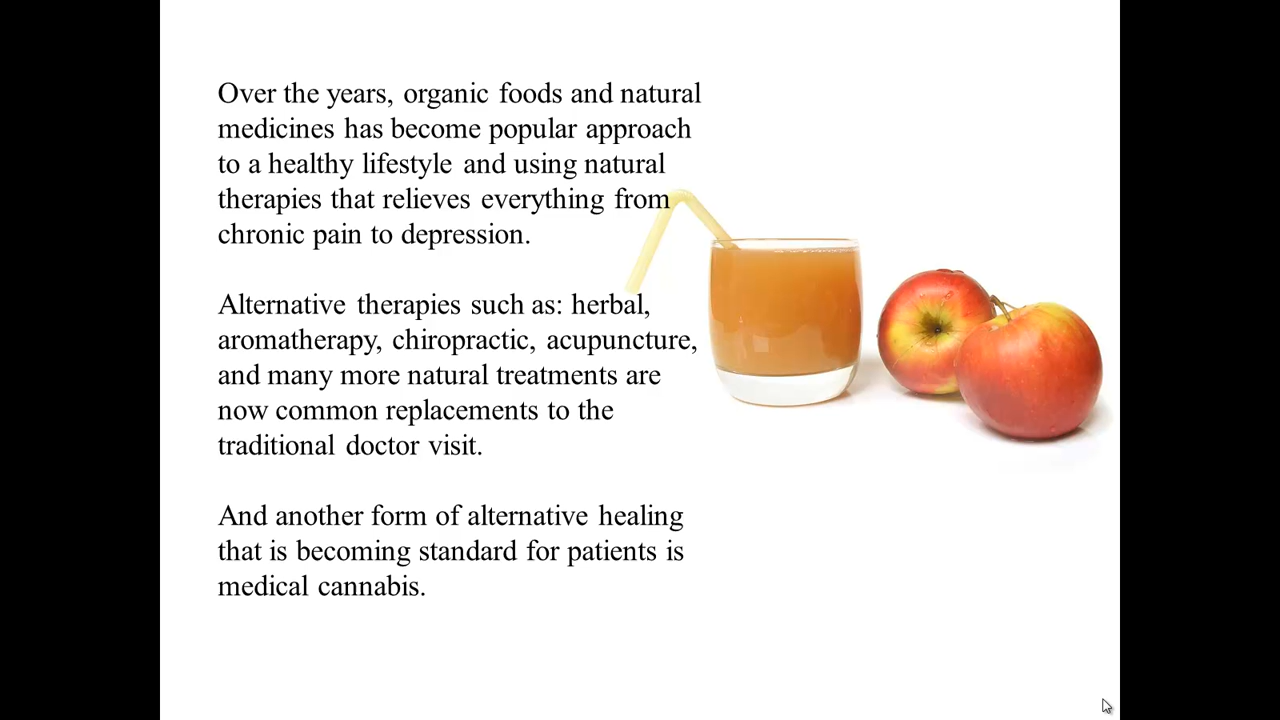 Over the years, organic foods and natural
medicines has become popular approach
to a healthy lifestyle and using natural
therapies that relieves everything from
chronic pain to depression.
Alternative therapies such as: herbal,
aromatherapy, chiropractic, acupuncture,
and many more natural treatments are
now common replacements to the
traditional doctor visit.
And another form of alternative healing
that is becoming standard for patients is
medical cannabis.